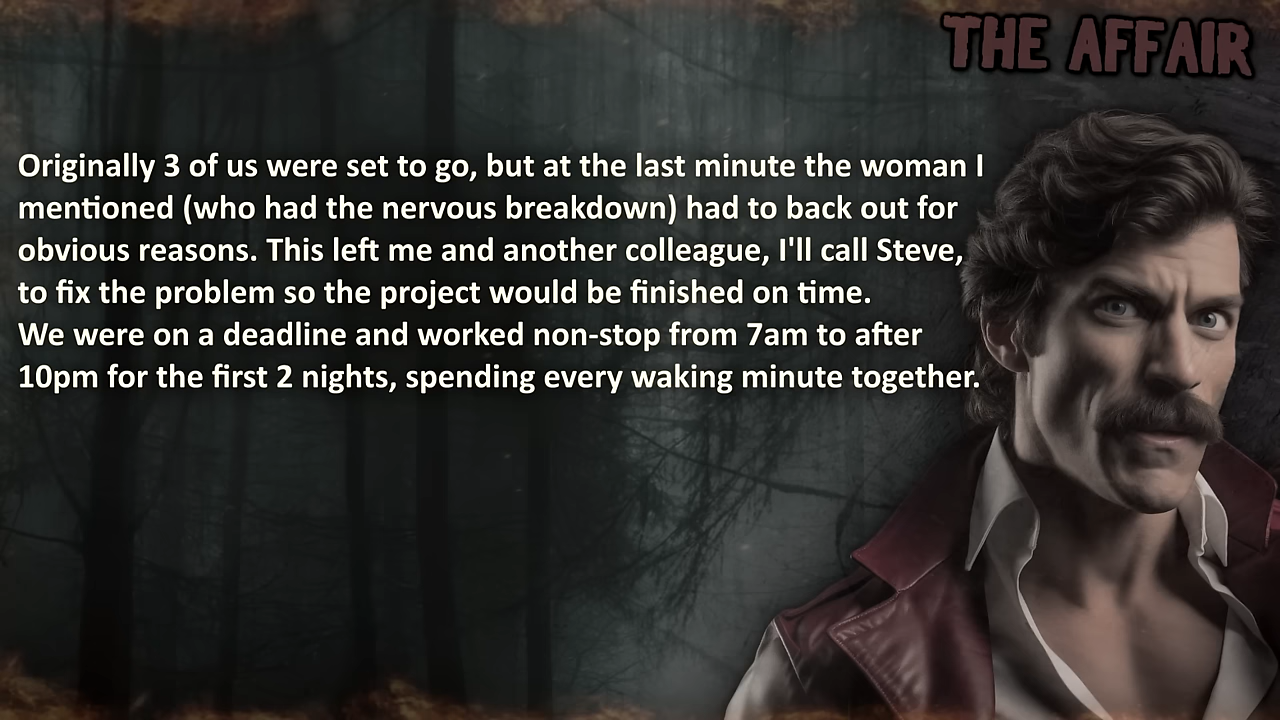 THE AFFAIR
Originally 3 of us were set to go, but at the last minute the woman I
mentioned (who had the nervous breakdown) had to back out for
obvious reasons. This left me and another colleague, I'll call Steve,
to fix the problem so the project would be finished on time.
We were on a deadline and worked non-stop from 7am to after
10pm for the first 2 nights, spending every waking minute together.